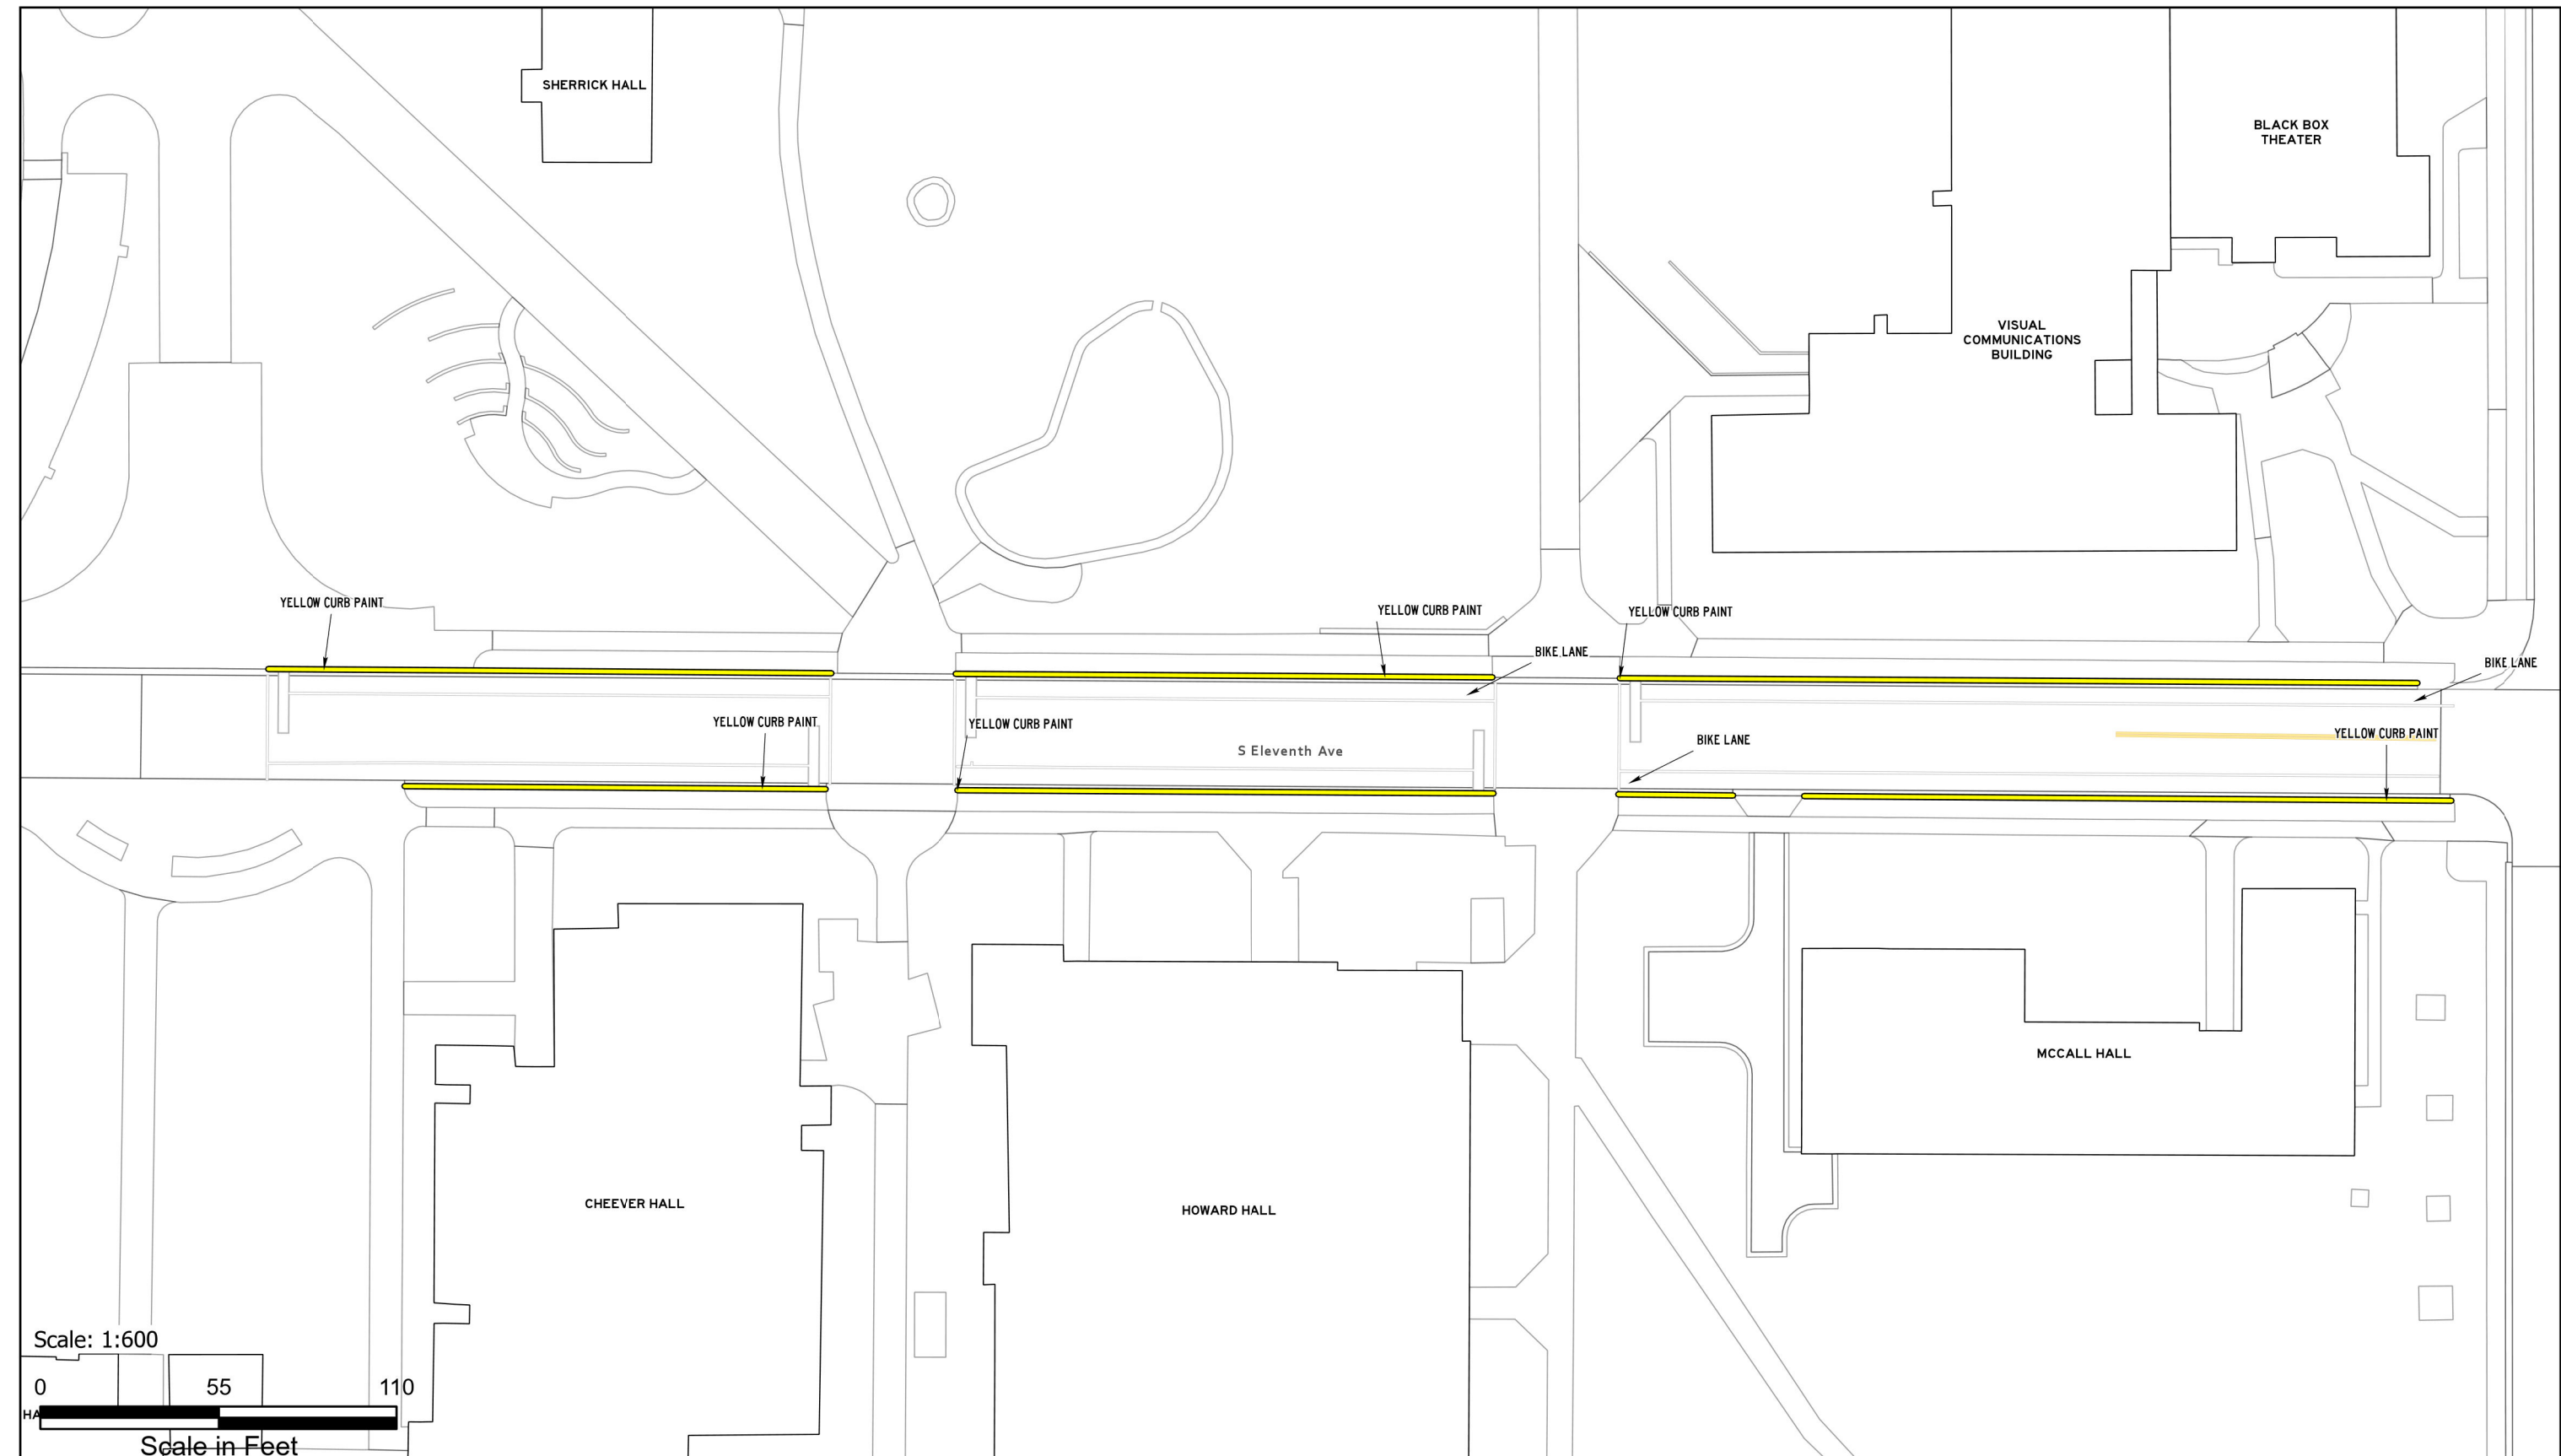 SHERRICK HALL
BLACK BOX
THEATER
VISUAL
COMMUNICATIONS
BUILDING
YELLOW CURB PAINT
YELLOW CURB PAINT
YELLOW CURB PAINT
BIKE LANE
BIKE LANE
YELLOW CURB PAINT
YELLOW CURB PAINT
S Eleventh Ave
BIKE LANE
YELLOW CURB PAINT
MCCALL HALL
CHEEVER HALL
HOWARD HALL
Scale: 1:600
0 55 110
HA
Scale in Feet